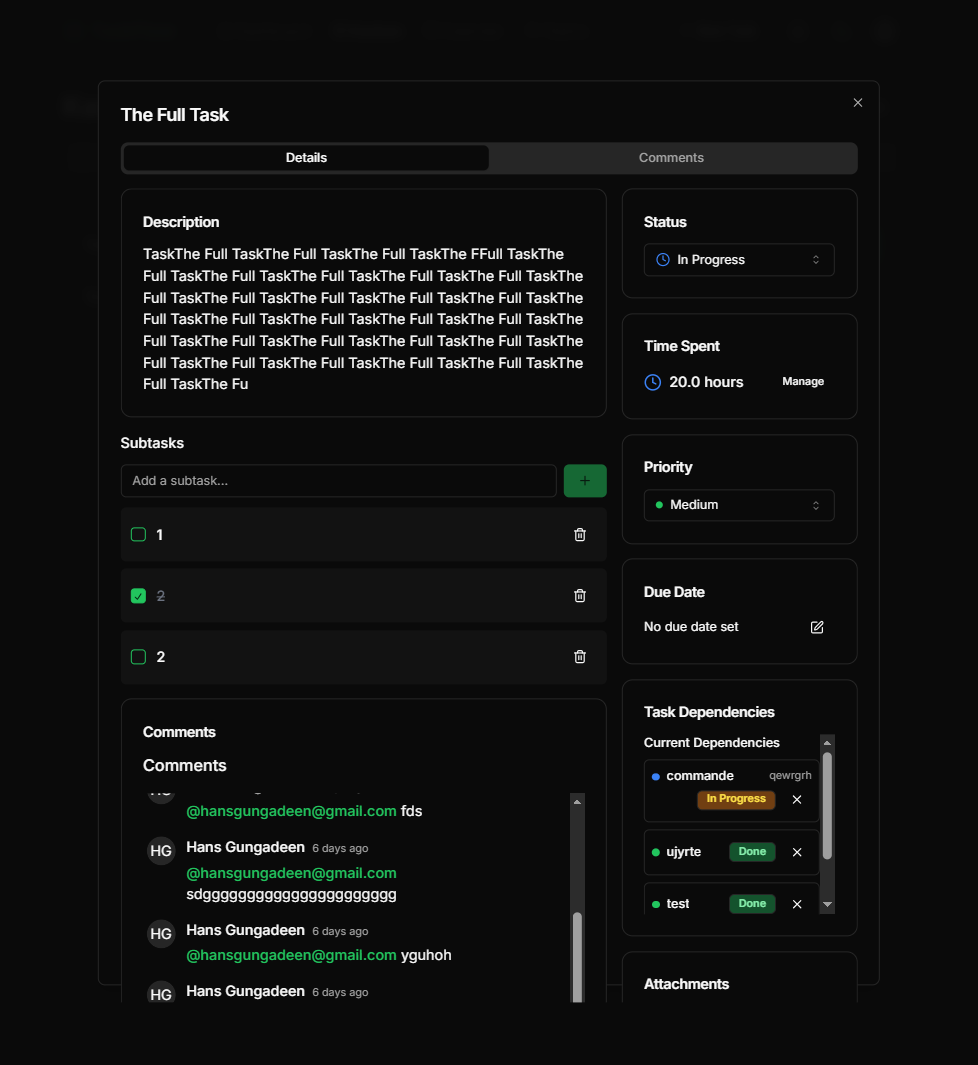 The Full Task
Details
Comments
Description
TaskThe Full TaskThe Full TaskThe Full TaskThe FFull TaskThe
Full TaskThe Full TaskThe Full TaskThe Full TaskThe Full TaskThe
Full TaskThe Full TaskThe Full TaskThe Full TaskThe Full TaskThe
Full TaskThe Full TaskThe Full TaskThe Full TaskThe Full TaskThe
Full TaskThe Full TaskThe Full TaskThe Full TaskThe Full TaskThe
Full TaskThe Full TaskThe Full TaskThe Full TaskThe Full TaskThe
Full TaskThe Fu
Subtasks
Add a subtask...
1
2
2
Comments
Comments
@hansgungadeen@gmail.com fds
HG
Hans Gungadeen 6 days ago
@hansgungadeen@gmail.com
sdgggggggggggggggggggggg
HG
Hans Gungadeen 6 days ago
@hansgungadeen@gmail.com yguhoh
HG
Hans Gungadeen 6 days ago
Status
In Progress
Time Spent
20.0 hours
Manage
Priority
Medium
Due Date
No due date set
Task Dependencies
Current Dependencies
commande qewrgrh
In Progress
ujyrte Done
test Done
Attachments